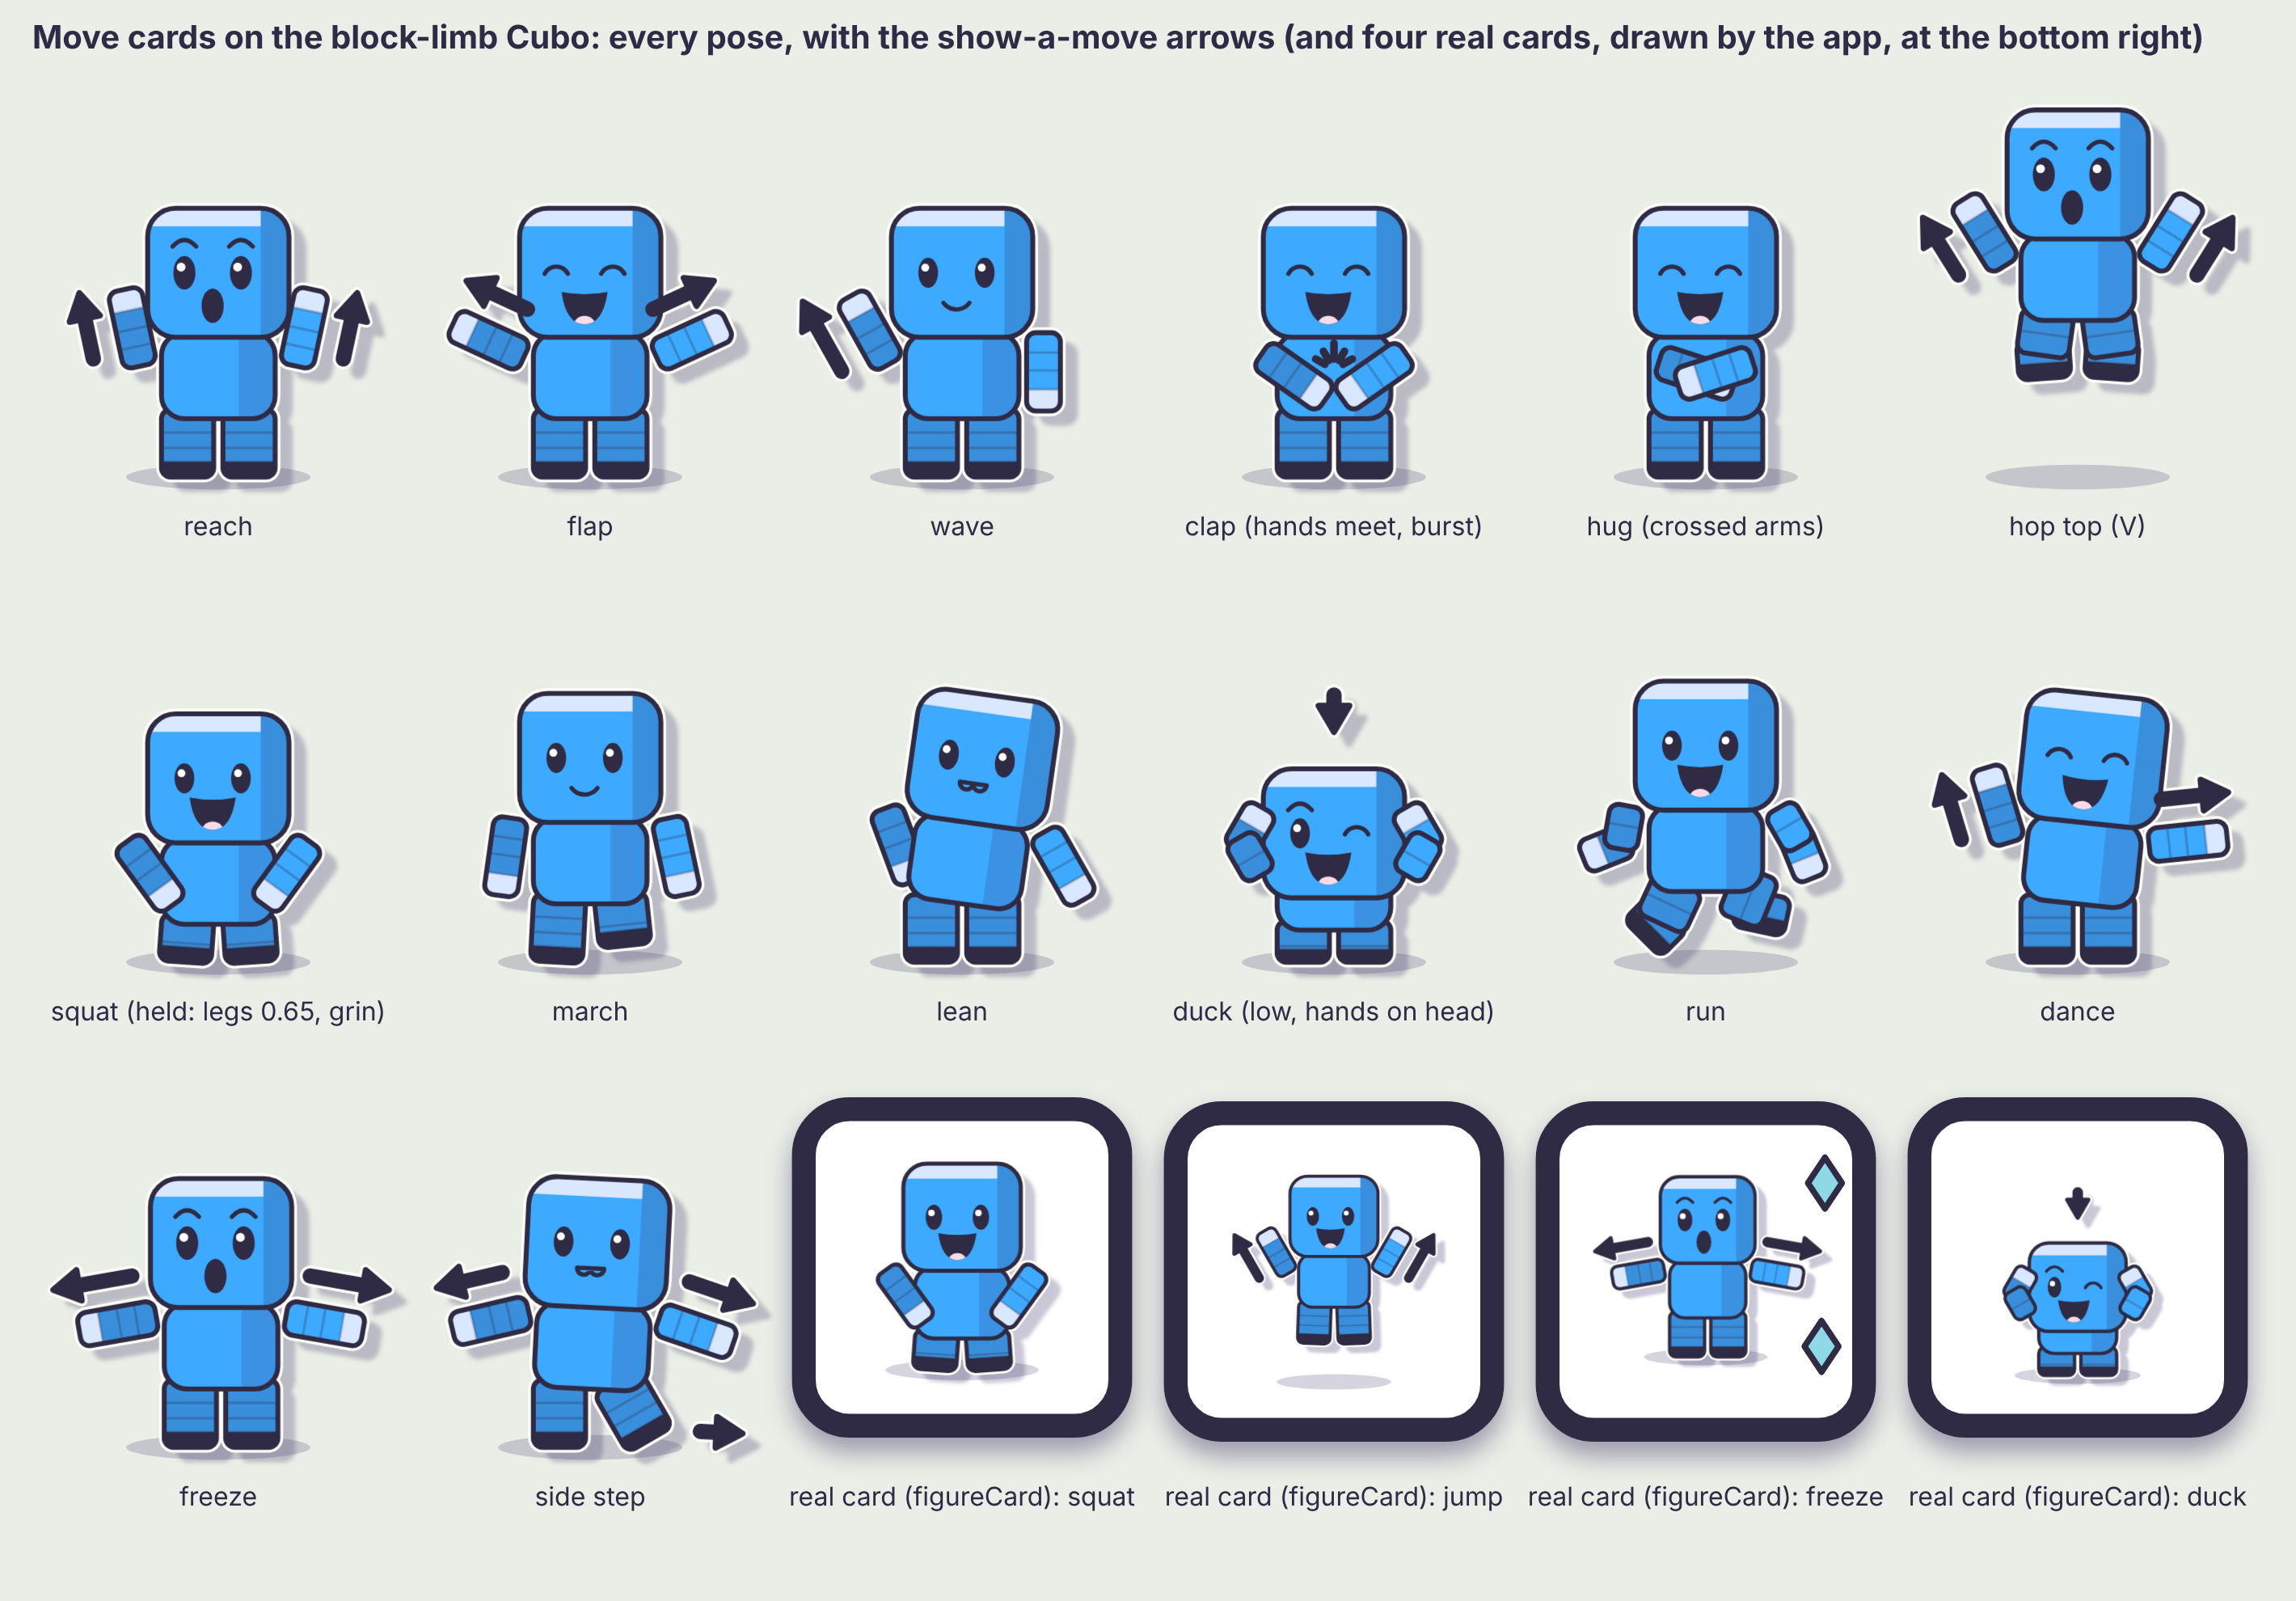 Move cards on the block-limb Cubo: every pose, with the show-a-move arrows (and four real cards, drawn by the app, at the bottom right)
reach
flap
wave
clap (hands meet, burst)
hug (crossed arms)
hop top (V)
squat (held: legs 0.65, grin)
march
lean
duck (low, hands on head)
run
dance
freeze
side step
real card (figureCard): squat
real card (figureCard): jump
real card (figureCard): freeze
real card (figureCard): duck